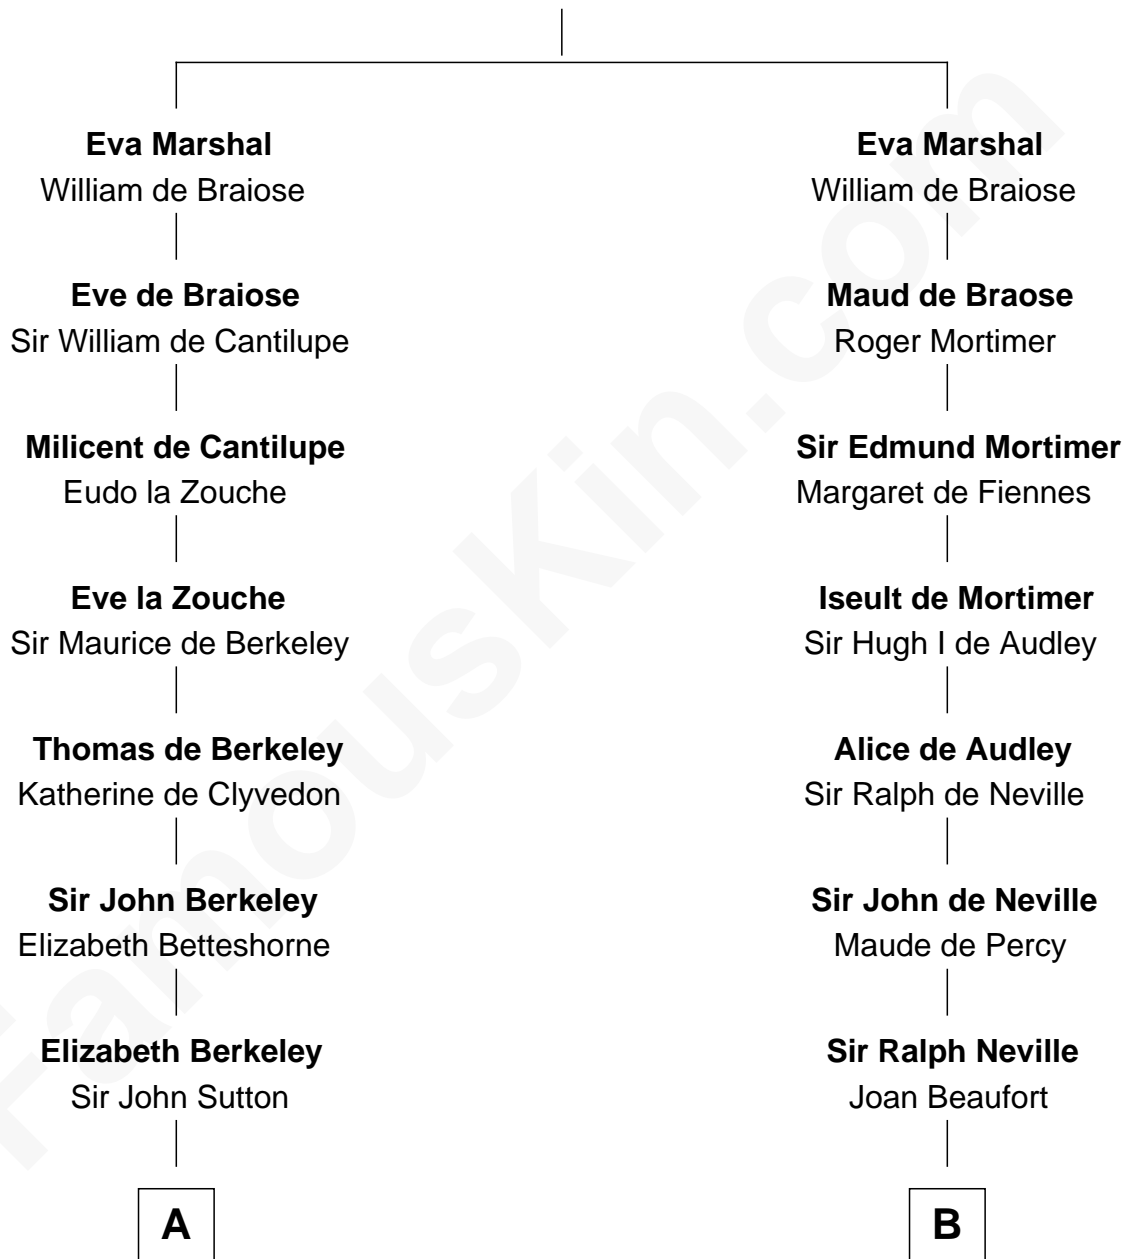 Eva Marshal
William de Braiose
Eve de Braiose
Sir William de Cantilupe
Milicent de Cantilupe
Eudo la Zouche
Eve la Zouche
Sir Maurice de Berkeley
Thomas de Berkeley
Katherine de Clyvedon
Sir John Berkeley
Elizabeth Betteshorne
Elizabeth Berkeley
Sir John Sutton
A
Eva Marshal
William de Braiose
Maud de Braose
Roger Mortimer
Sir Edmund Mortimer
Margaret de Fiennes
Iseult de Mortimer
Sir Hugh I de Audley
Alice de Audley
Sir Ralph de Neville
Sir John de Neville
Maude de Percy
Sir Ralph Neville
Joan Beaufort
B
FamousKin.com